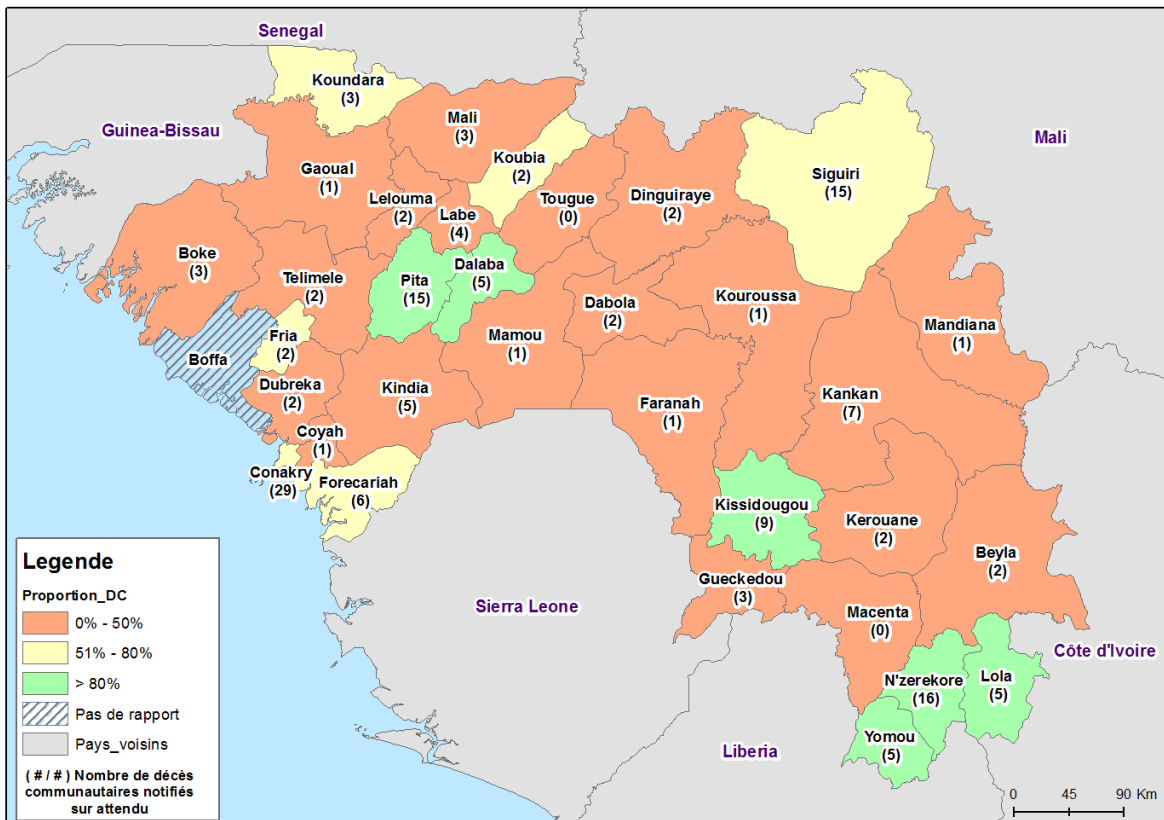 Senegal
Koundara
(3)
Mali
(3)
Guinea-Bissau
Mali
Koubia
(2)
Gaoual
(1)
Siguiri
(15)
Lelouma
(2)
Tougue
(0)
Dinguiraye
(2)
Labe
(4)
Boke
(3)
Dalaba
(5)
Pita
(15)
Telimele
(2)
Dabola
(2)
Kouroussa
(1)
Mandiana
(1)
Fria
(2)
Mamou
(1)
Boffa
Dubreka
(2)
Kindia
(5)
Kankan
(7)
Faranah
(1)
Coyah
(1)
Conakry
(29)
Forecariah
(6)
Kissidougou
(9)
Kerouane
(2)
Beyla
(2)
Gueckedou
(3)
Sierra Leone
Macenta
(0)
Côte d'Ivoire
N'zerekore
(16)
Lola
(5)
Yomou
(5)
Liberia
Legende
Proportion_DC
0% - 50%
51% - 80%
> 80%
Pas de rapport
Pays_voisins
( # / # ) Nombre de décès
communautaires notifiés
sur attendu
0 45 90 Km